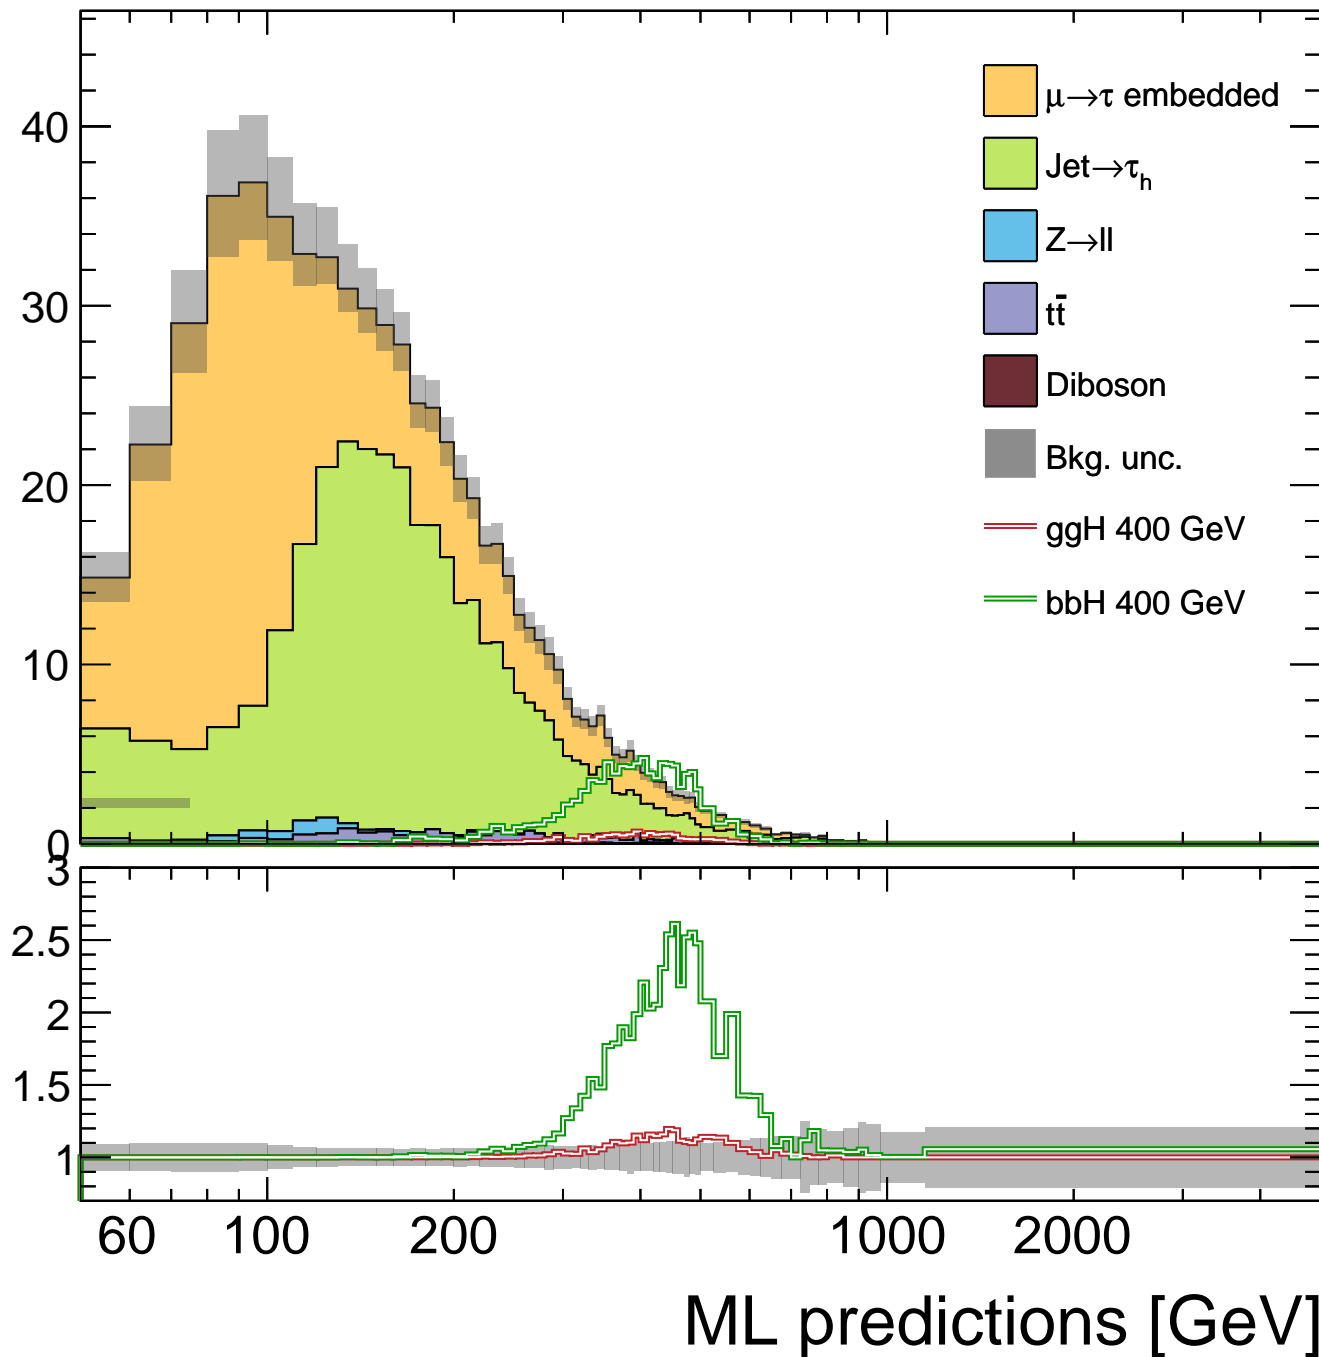 40
30
20
10
0
μ→τ embedded
Jet→τh
Z→ll
tt̄
Diboson
Bkg. unc.
ggH 400 GeV
bbH 400 GeV
3
2.5
2
1.5
1
60 100 200 1000 2000
ML predictions [GeV]